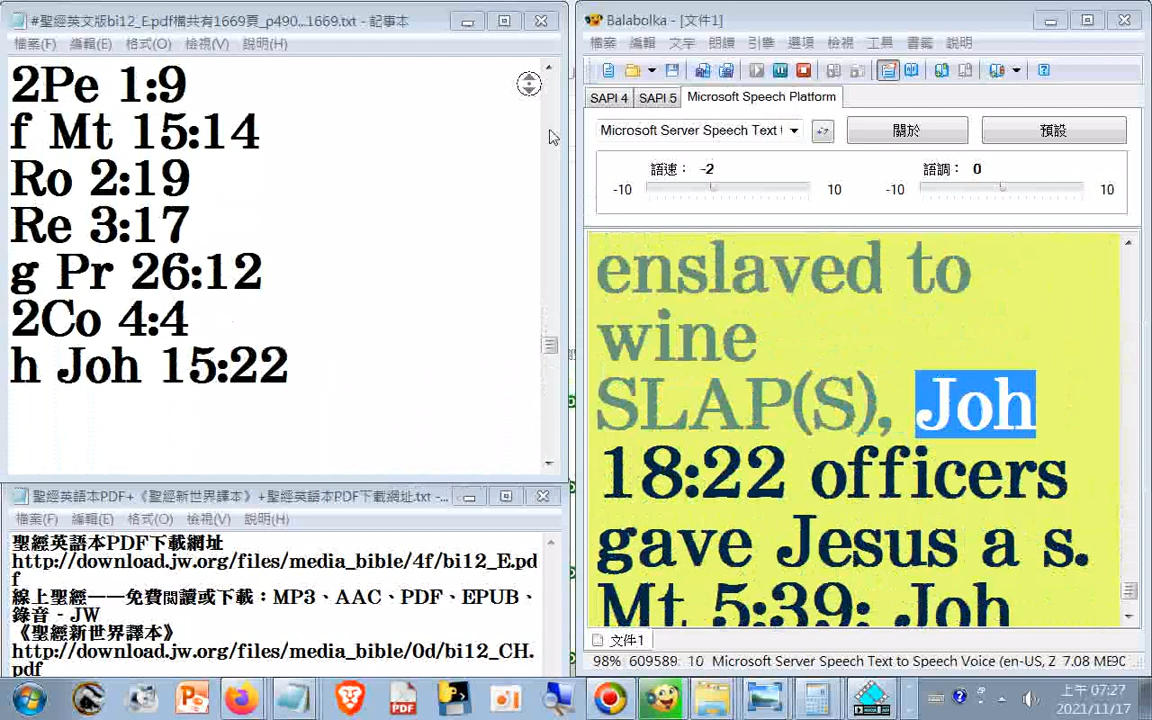 #聖經英文版bi12_E.pdf檔共有1669頁_p490...1669.txt - 記事本
檔案(F) 編輯(E) 格式(O) 檢視(V) 說明(H)
2Pe 1:9
f Mt 15:14
Ro 2:19
Re 3:17
g Pr 26:12
2Co 4:4
h Joh 15:22
聖經英語本PDF+《聖經新世界譯本》+聖經英語本PDF下載網址.txt - ...
檔案(F) 編輯(E) 格式(O) 檢視(V) 說明(H)
聖經英語本PDF下載網址
http://download.jw.org/files/media_bible/4f/bi12_E.pd
f
線上聖經——免費閱讀或下載：MP3、AAC、PDF、EPUB、
錄音 - JW
《聖經新世界譯本》
http://download.jw.org/files/media_bible/0d/bi12_CH.
pdf
Balabolka - [文件1]
檔案 編輯 文字 朗讀 引擎 選項 檢視 工具 書籤 說明
SAPI 4 SAPI 5 Microsoft Speech Platform
Microsoft Server Speech Text t 關於 預設
語速： -2 語調： 0
-10 10 -10 10
enslaved to
wine
SLAP(S), Joh
18:22 officers
gave Jesus a s.
Mt 5:39; Joh
文件1
98% 609589: 10 Microsoft Server Speech Text to Speech Voice (en-US, Z 7.08 ME90
PDF
上午 07:27
2021/11/17